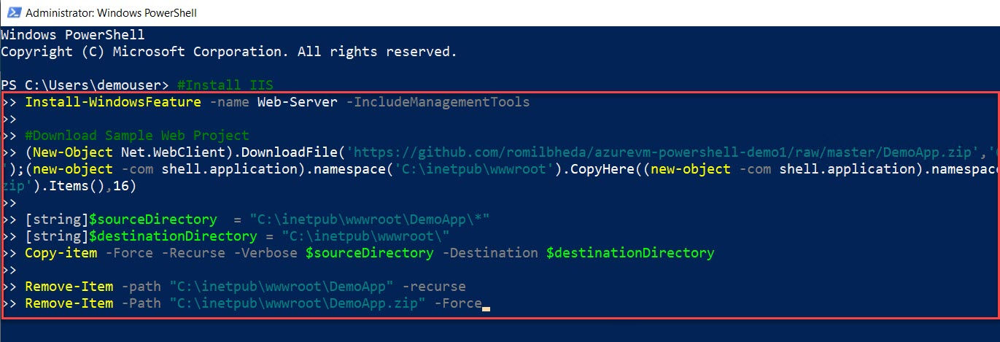 Administrator: Windows PowerShell
Windows PowerShell
Copyright (C) Microsoft Corporation. All rights reserved.
PS C:\Users\demouser> #Install IIS
>> Install-WindowsFeature -name Web-Server -IncludeManagementTools
>>
>> #Download Sample Web Project
>> (New-Object Net.WebClient).DownloadFile('https://github.com/romilbheda/azurevm-powershell-demo1/raw/master/DemoApp.zip','
');(new-object -com shell.application).namespace('C:\inetpub\wwwroot').CopyHere((new-object -com shell.application).namespac
zip').Items(),16)
>>
>> [string]$sourceDirectory  = "C:\inetpub\wwwroot\DemoApp\*"
>> [string]$destinationDirectory = "C:\inetpub\wwwroot\"
>> Copy-item -Force -Recurse -Verbose $sourceDirectory -Destination $destinationDirectory
>>
>> Remove-Item -path "C:\inetpub\wwwroot\DemoApp" -recurse
>> Remove-Item -Path "C:\inetpub\wwwroot\DemoApp.zip" -Force